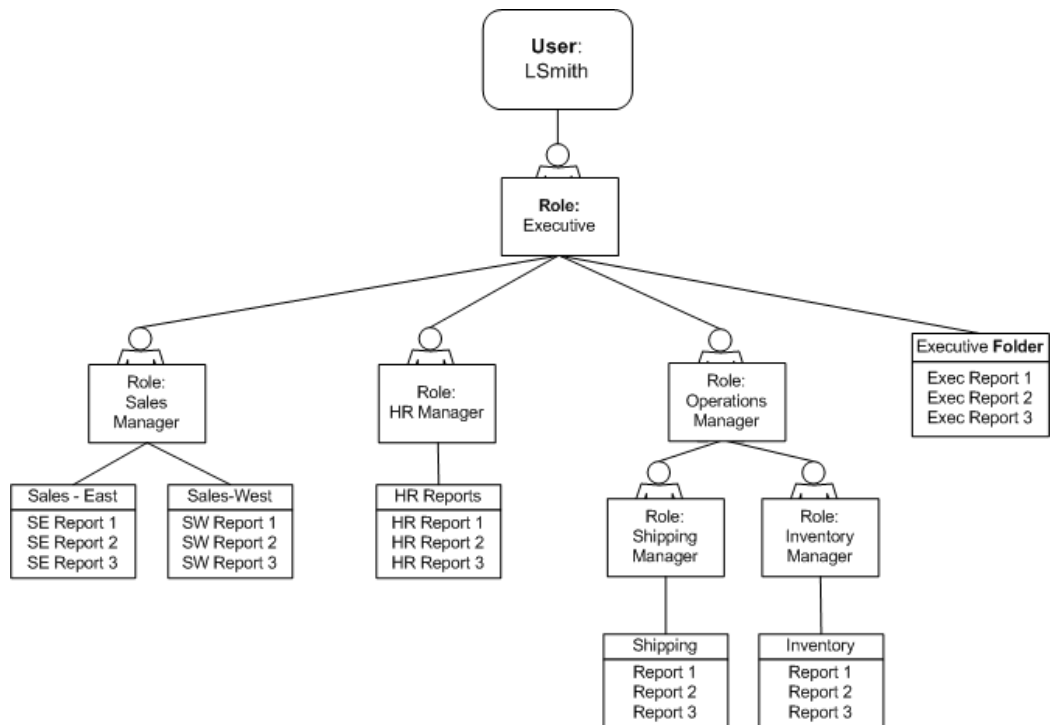 User:
LSmith
Role:
Executive
Role:
Sales
Manager
Role:
HR Manager
Role:
Operations
Manager
Executive Folder
Exec Report 1
Exec Report 2
Exec Report 3
Sales - East
SE Report 1
SE Report 2
SE Report 3
Sales-West
SW Report 1
SW Report 2
SW Report 3
HR Reports
HR Report 1
HR Report 2
HR Report 3
Role:
Shipping
Manager
Role:
Inventory
Manager
Shipping
Report 1
Report 2
Report 3
Inventory
Report 1
Report 2
Report 3